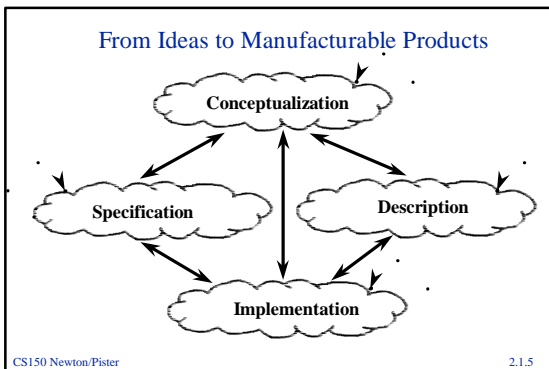 From Ideas to Manufacturable Products
Conceptualization
Specification
Description
Implementation
CS150 Newton/Pister
2.1.5